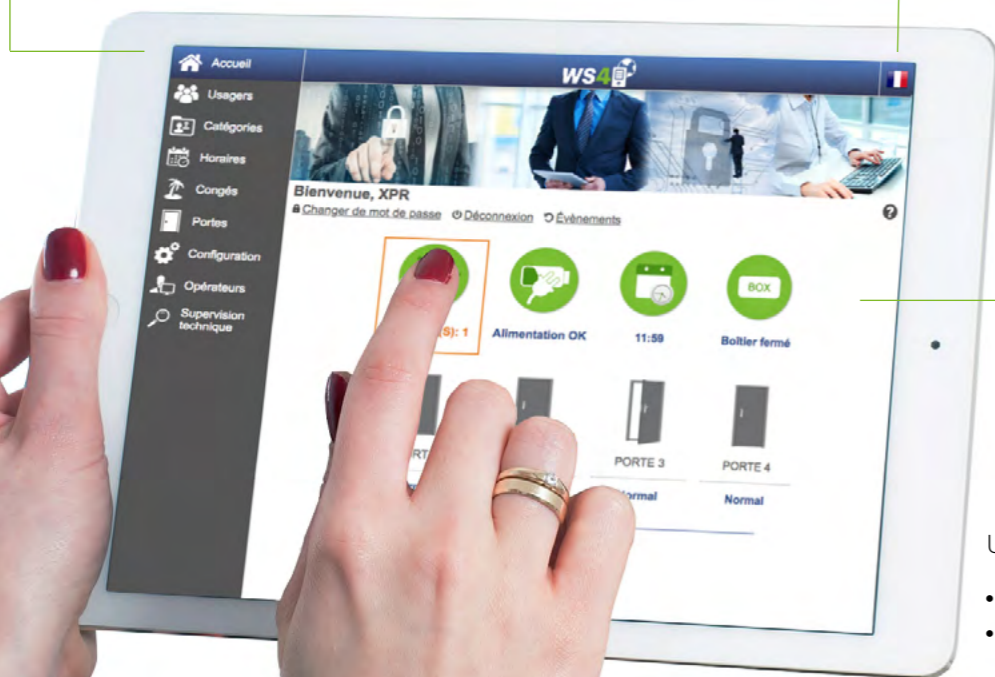 Accueil
WS4
Usagers
Catégories
Horaires
Congés
Portes
Configuration
Opérateurs
Supervision
technique
Bienvenue, XPR
Changer de mot de passe Déconnexion Évènements
?
BOX
(S): 1
Alimentation OK
11:59
Boîtier fermé
PORTE 3
PORTE 4
Normal
U
•
•